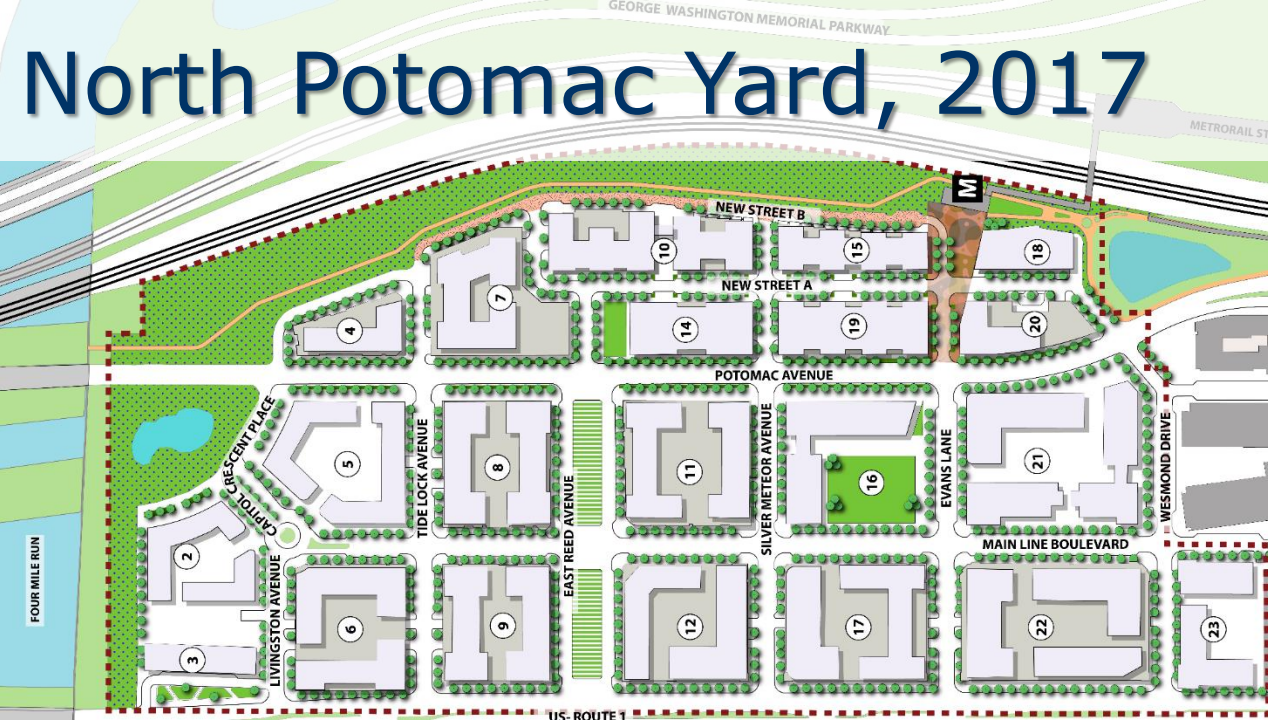 GEORGE WASHINGTON MEMORIAL PARKWAY
North Potomac Yard, 2017
METRORAIL ST
M
NEW STREET B
10
15
18
NEW STREET A
7
4
14
19
20
POTOMAC AVENUE
CAPITOL CRESCENT PLACE
5
TIDE LOCK AVENUE
8
EAST REED AVENUE
11
SILVER METEOR AVENUE
16
EVANS LANE
21
WESMOND DRIVE
MAIN LINE BOULEVARD
FOUR MILE RUN
2
3
LIVINGSTON AVENUE
6
9
12
17
22
23
US- ROUTE 1